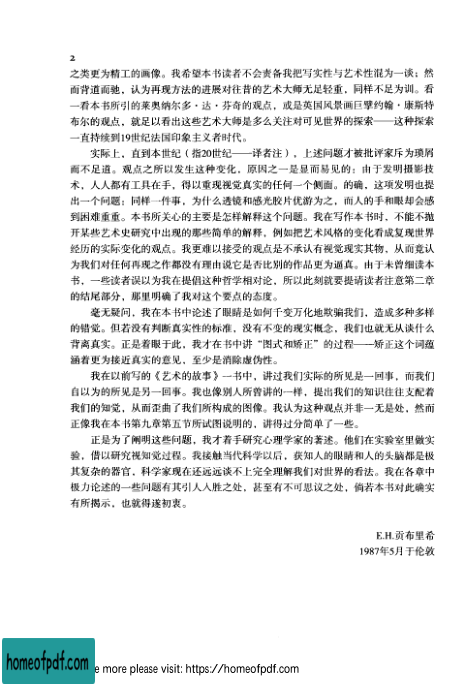 2
之类更为精工的画像。我希望本书读者不会责备我把写实性与艺术性混为一谈；然
而背道而驰，认为再现方法的进展对往昔的艺术大师无足轻重，同样不足为训。看
一看本书所引的莱奥纳尔多·达·芬奇的观点，或是英国风景画巨擘约翰·康斯特
布尔的观点，就足以看出这些艺术大师是多么关注对可见世界的探索——这种探索
一直持续到19世纪法国印象主义者时代。
实际上，直到本世纪（指20世纪——译者注），上述问题才被批评家斥为琐屑
而不足道。观点之所以发生这种变化，原因之一是显而易见的；由于发明摄影技
术，人人都有工具在手，得以重现视觉真实的任何一个侧面。的确，这项发明也提
出一个问题：同样一件事，为什么透镜和感光胶片优游为之，而人的手和眼却会感
到困难重重。本书所关心的主要是怎样解释这个问题。我在写作本书时，不能不抛
开某些艺术史研究中出现的那些简单的解释，例如把艺术风格的变化看成复现世界
经历的实际变化的观点。我更难以接受的观点是不承认有视觉现实其物，从而竟认
为我们对任何再现之作都没有理由说它是否比别的作品更为逼真。由于未曾细读本
书，一些读者误以为我在提倡这种哲学相对论，所以此刻就要提请读者注意第二章
的结尾部分，那里明确了我对这个要点的态度。
毫无疑问，我在本书中论述了眼睛是如何千变万化地欺骗我们，造成多种多样
的错觉。但若没有判断真实性的标准，没有不变的现实概念，我们也就无从谈什么
背离真实。正是着眼于此，我才在书中讲“图式和矫正”的过程——矫正这个词蕴
涵着更为接近真实的意见，至少是消除虚伪性。
我在以前写的《艺术的故事》一书中，讲过我们实际的所见是一回事，而我们
自以为的所见是另一回事。我也像别人所曾讲的一样，提出我们的知识往往支配着
我们的知觉，从而歪曲了我们所构成的图像。我认为这种观点并非一无是处，然而
正像我在本书第九章第五节所试图说明的，讲得过分简单了一些。
正是为了阐明这些问题，我才着手研究心理学家的著述。他们在实验室里做实
验，借以研究视知觉过程。我接触当代科学以后，获知人的眼睛和人的头脑都是极
其复杂的器官，科学家现在还远远谈不上完全理解我们对世界的看法。我在各章中
极力论述的一些问题有其引人入胜之处，甚至有不可思议之处，倘若本书对此确实
有所揭示，也就得遂初衷。
E.H.贡布里希
1987年5月于伦敦
homeofpdf.com
e more please visit: https://homeofpdf.com